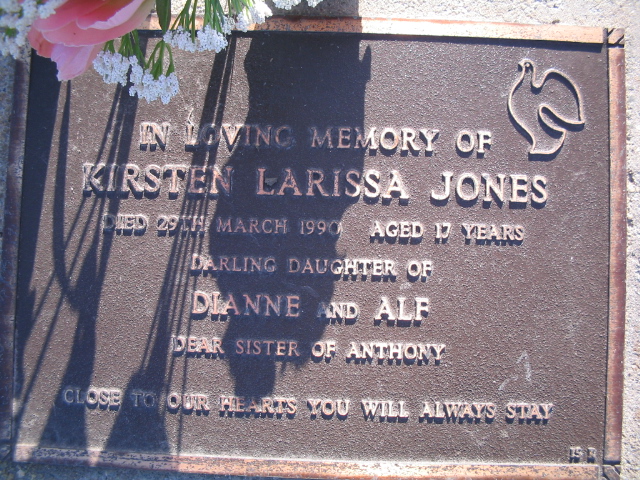 IN LOVING MEMORY OF
KIRSTEN LARISSA JONES
DIED 29TH MARCH 1990 AGED 17 YEARS
DARLING DAUGHTER OF
DIANNE AND ALF
DEAR SISTER OF ANTHONY
CLOSE TO OUR HEARTS YOU WILL ALWAYS STAY